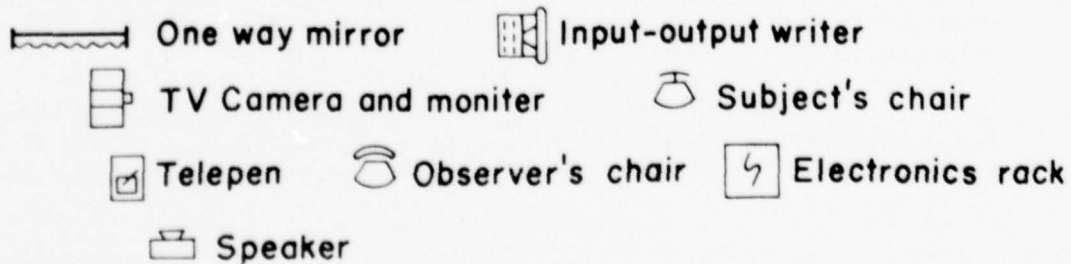 One way mirror Input-output writer
TV Camera and moniter Subject's chair
Telepen Observer's chair Electronics rack
Speaker